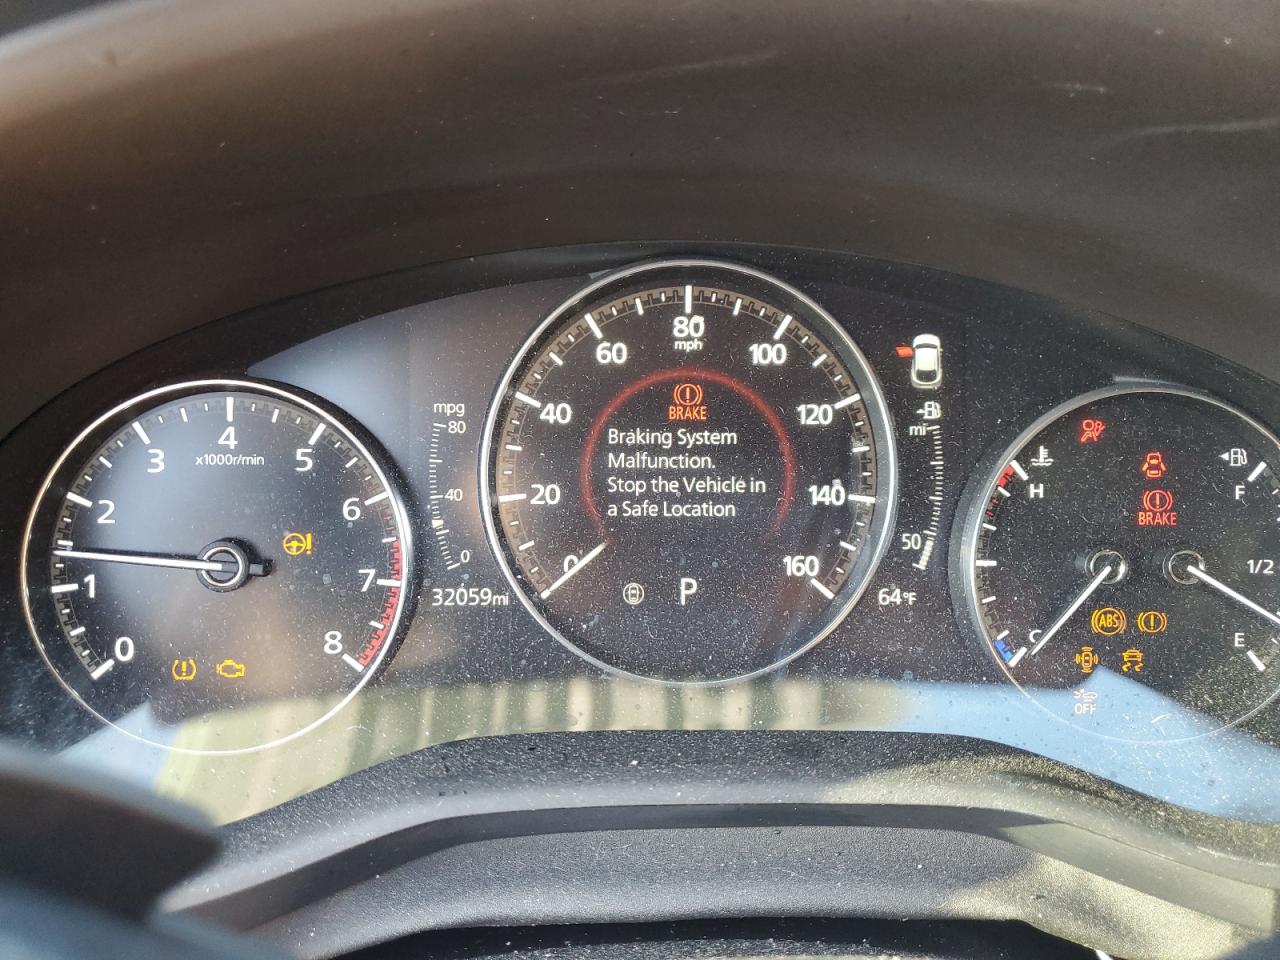 0
1
2
3
4
5
6
7
8
x1000r/min
mpg
80
40
0
32059mi
0
20
40
60
80
mph
100
120
140
160
BRAKE
Braking System
Malfunction.
Stop the Vehicle in
a Safe Location
P
mi
50
64°F
H
C
F
1/2
E
BRAKE
ABS
OFF